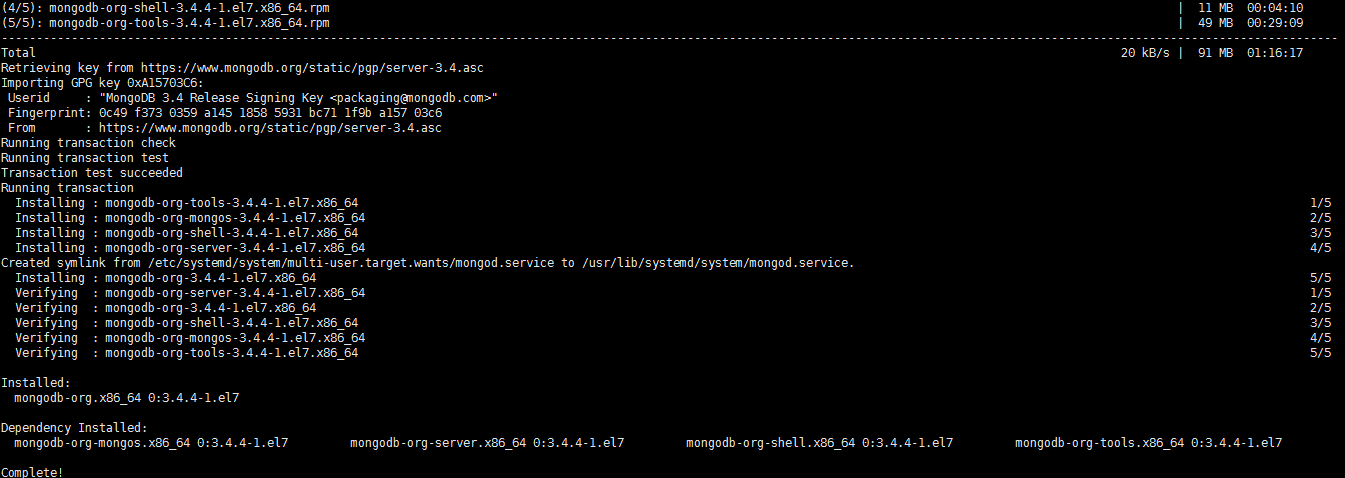 (4/5): mongodb-org-shell-3.4.4-1.el7.x86_64.rpm | 11 MB 00:04:10
(5/5): mongodb-org-tools-3.4.4-1.el7.x86_64.rpm | 49 MB 00:29:09
--------------------------------------------------------------------------------
Total 20 kB/s | 91 MB 01:16:17
Retrieving key from https://www.mongodb.org/static/pgp/server-3.4.asc
Importing GPG key 0xA15703C6:
Userid : "MongoDB 3.4 Release Signing Key <packaging@mongodb.com>"
Fingerprint: 0c49 f373 0359 a145 1858 5931 bc71 1f9b a157 03c6
From : https://www.mongodb.org/static/pgp/server-3.4.asc
Running transaction check
Running transaction test
Transaction test succeeded
Running transaction
Installing : mongodb-org-tools-3.4.4-1.el7.x86_64 1/5
Installing : mongodb-org-mongos-3.4.4-1.el7.x86_64 2/5
Installing : mongodb-org-shell-3.4.4-1.el7.x86_64 3/5
Installing : mongodb-org-server-3.4.4-1.el7.x86_64 4/5
Created symlink from /etc/systemd/system/multi-user.target.wants/mongod.service to /usr/lib/systemd/system/mongod.service.
Installing : mongodb-org-3.4.4-1.el7.x86_64 5/5
Verifying : mongodb-org-server-3.4.4-1.el7.x86_64 1/5
Verifying : mongodb-org-3.4.4-1.el7.x86_64 2/5
Verifying : mongodb-org-shell-3.4.4-1.el7.x86_64 3/5
Verifying : mongodb-org-mongos-3.4.4-1.el7.x86_64 4/5
Verifying : mongodb-org-tools-3.4.4-1.el7.x86_64 5/5
Installed:
mongodb-org.x86_64 0:3.4.4-1.el7
Dependency Installed:
mongodb-org-mongos.x86_64 0:3.4.4-1.el7 mongodb-org-server.x86_64 0:3.4.4-1.el7 mongodb-org-shell.x86_64 0:3.4.4-1.el7 mongodb-org-tools.x86_64 0:3.4.4-1.el7
Complete!